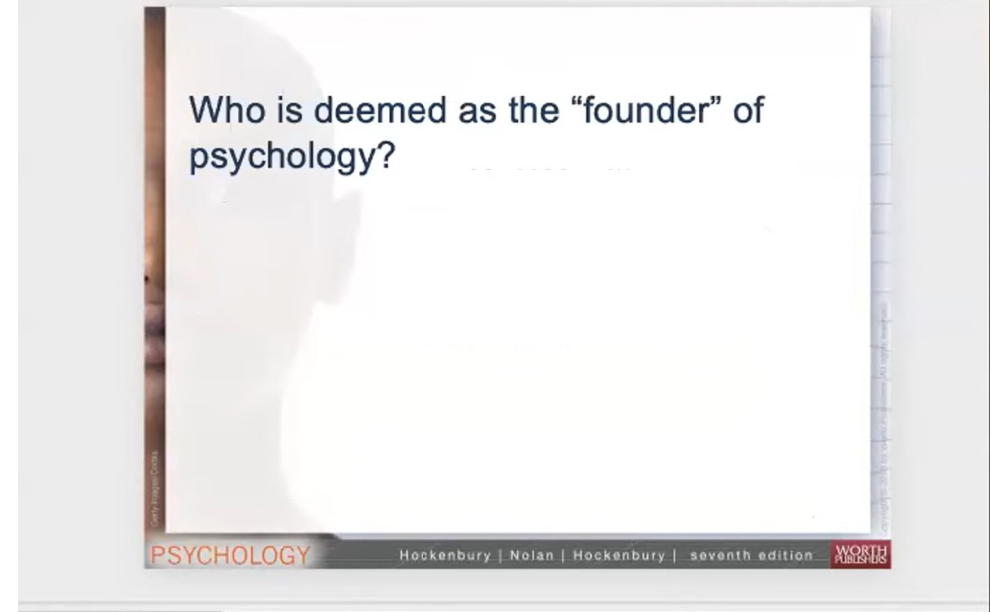 Who is deemed as the “founder” of
psychology?
Getty Images/Corbis
PSYCHOLOGY
Hockenbury | Nolan | Hockenbury | seventh edition
WORTH
PUBLISHERS